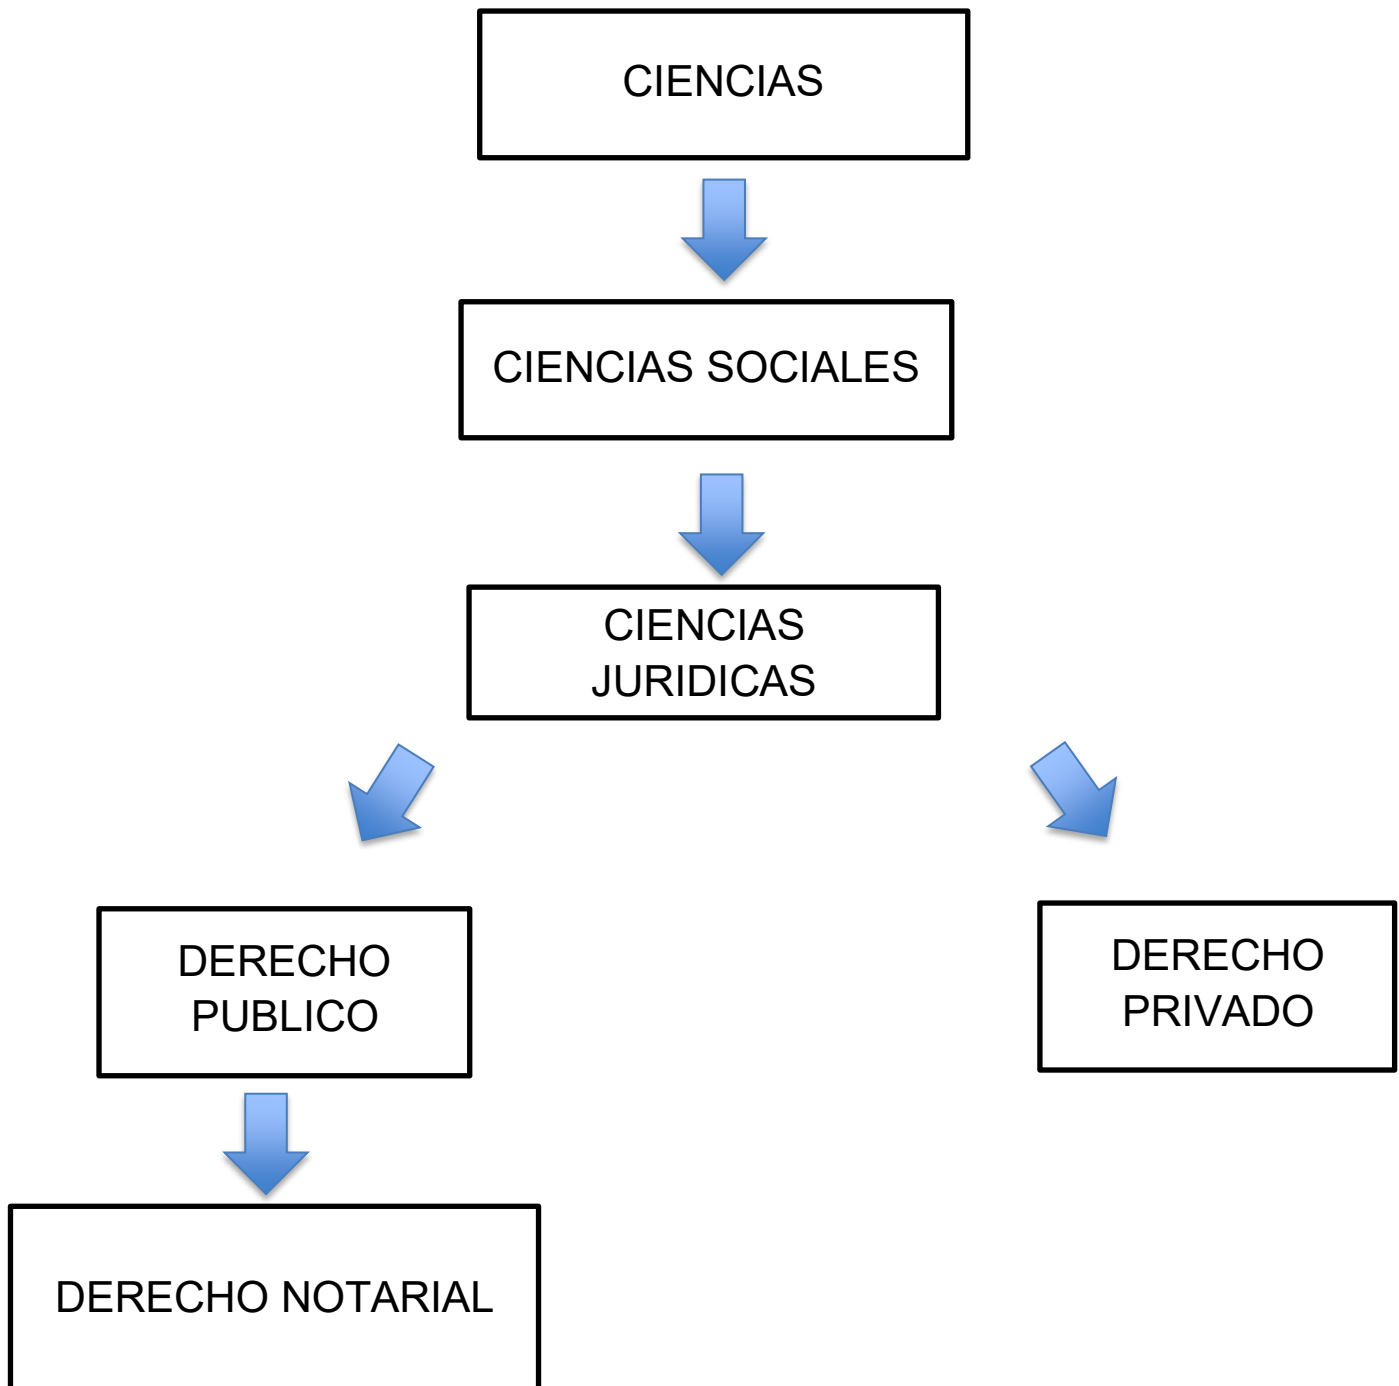 CIENCIAS
CIENCIAS SOCIALES
CIENCIAS
JURIDICAS
DERECHO
PUBLICO
DERECHO
PRIVADO
DERECHO NOTARIAL